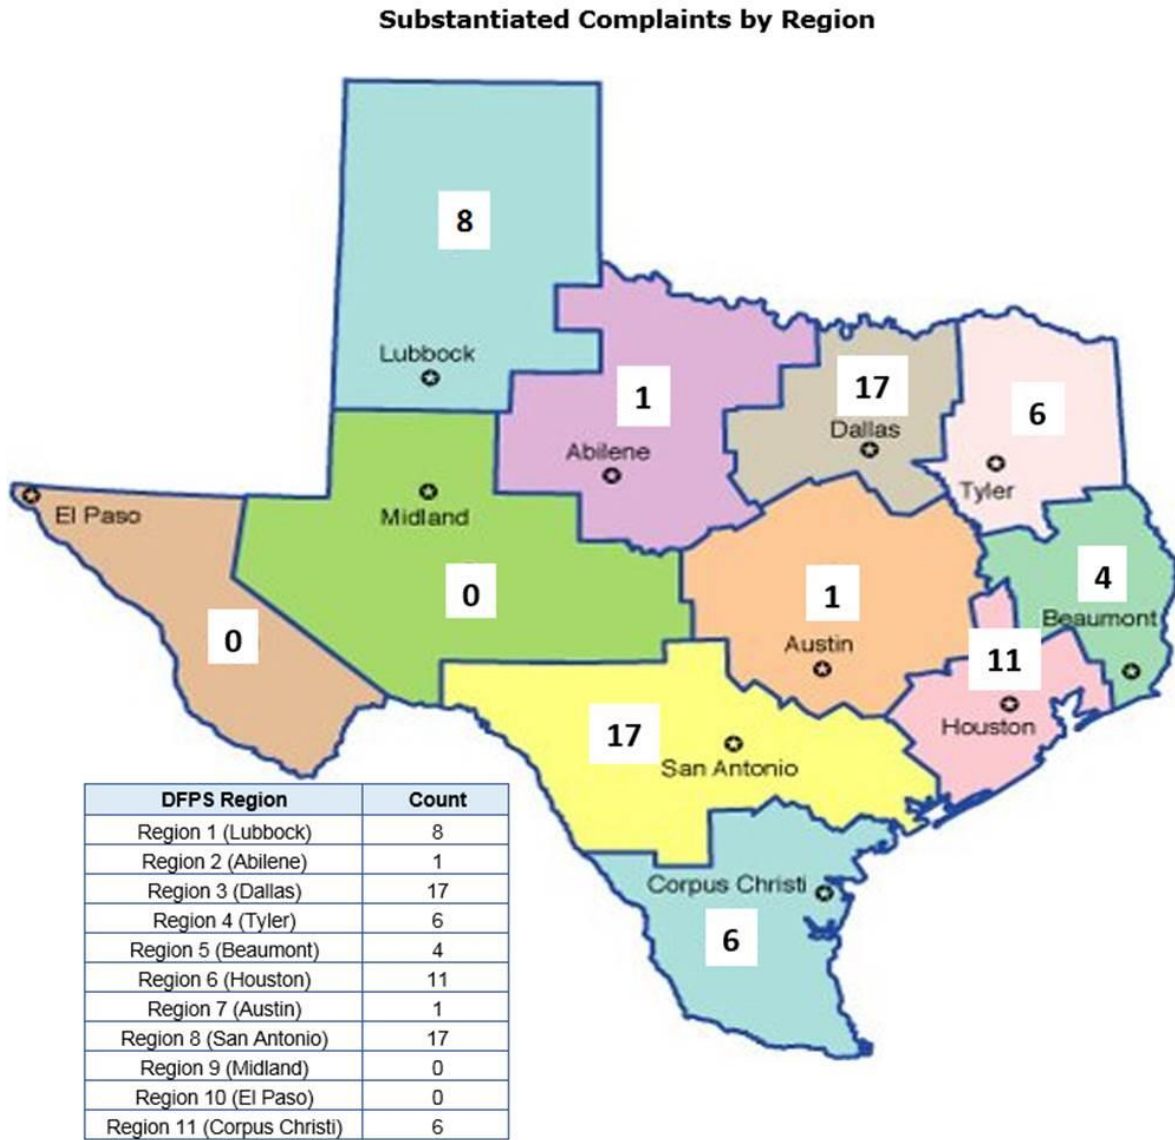 Substantiated Complaints by Region
8
Lubbock
1
Abilene
17
Dallas
6
Tyler
El Paso
Midland
0
0
1
Austin
4
Beaumont
11
Houston
17
San Antonio
Corpus Christi
6
DFPS Region Count
Region 1 (Lubbock) 8
Region 2 (Abilene) 1
Region 3 (Dallas) 17
Region 4 (Tyler) 6
Region 5 (Beaumont) 4
Region 6 (Houston) 11
Region 7 (Austin) 1
Region 8 (San Antonio) 17
Region 9 (Midland) 0
Region 10 (El Paso) 0
Region 11 (Corpus Christi) 6